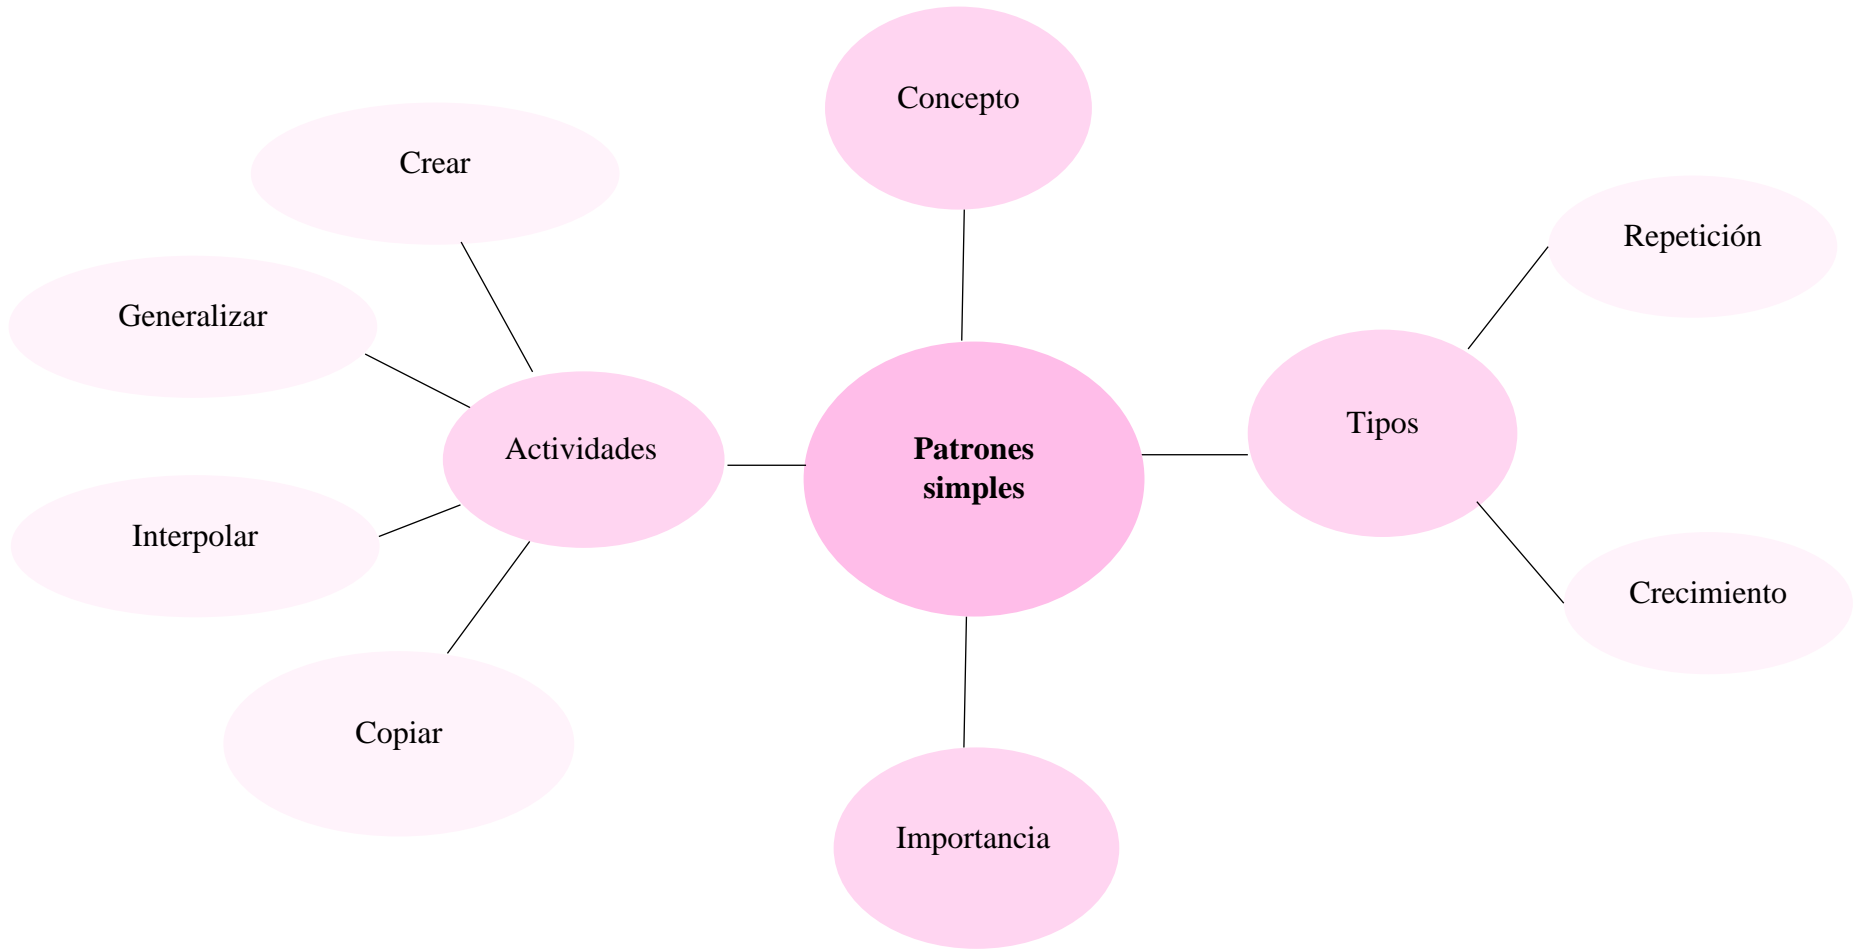 Concepto
Crear
Repetición
Generalizar
Tipos
Actividades
Patrones
simples
Interpolar
Crecimiento
Copiar
Importancia